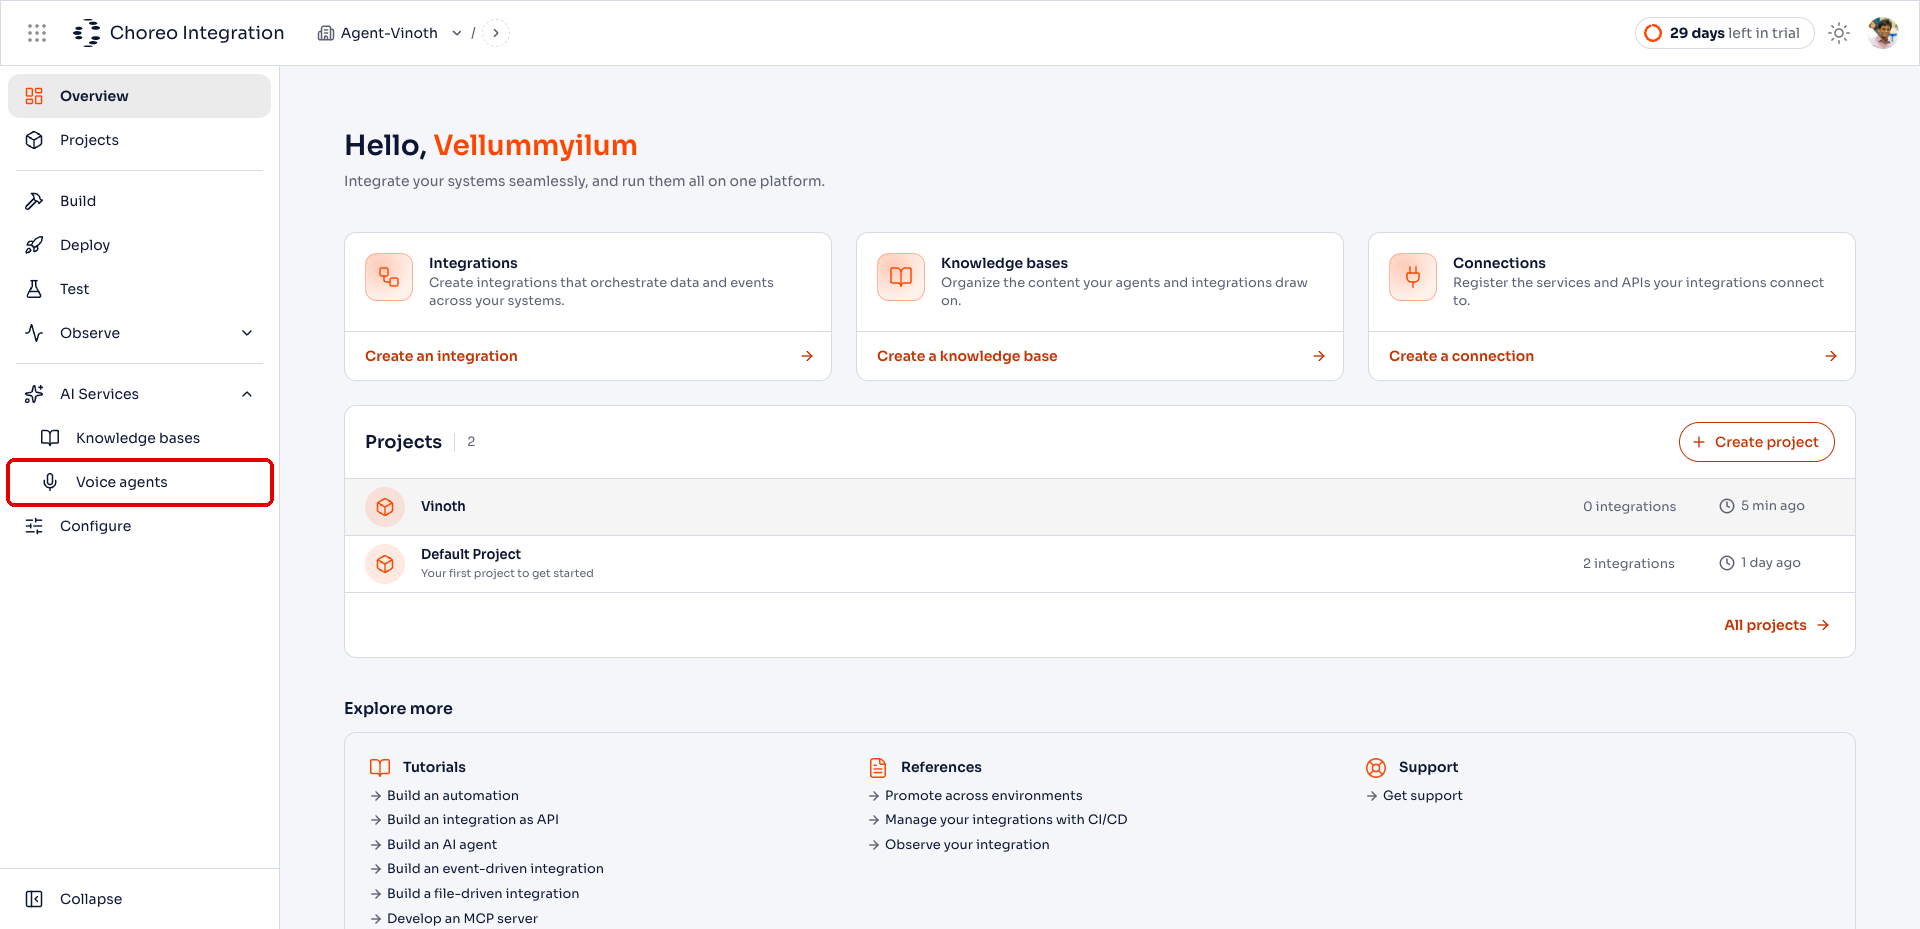 Choreo Integration
Agent-Vinoth
/
29 days left in trial
Overview
Projects
Build
Deploy
Test
Observe
AI Services
Knowledge bases
Voice agents
Configure
Collapse
Hello, Vellummyilum
Integrate your systems seamlessly, and run them all on one platform.
Integrations
Create integrations that orchestrate data and events
across your systems.
Create an integration
Knowledge bases
Organize the content your agents and integrations draw
on.
Create a knowledge base
Connections
Register the services and APIs your integrations connect
to.
Create a connection
Projects 2
Create project
Vinoth
0 integrations
5 min ago
Default Project
Your first project to get started
2 integrations
1 day ago
All projects
Explore more
Tutorials
Build an automation
Build an integration as API
Build an AI agent
Build an event-driven integration
Build a file-driven integration
Develop an MCP server
References
Promote across environments
Manage your integrations with CI/CD
Observe your integration
Support
Get support